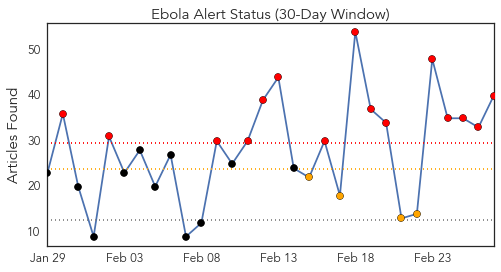 Ebola Alert Status (30-Day Window)
Articles Found
50
40
30
20
10
Jan 29
Feb 03
Feb 08
Feb 13
Feb 18
Feb 23